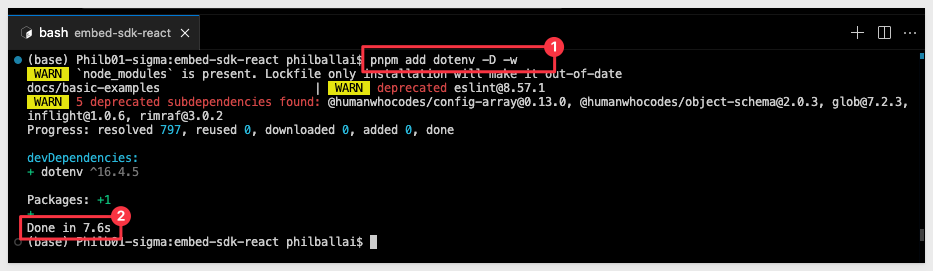 bash embed-sdk-react
(base) Philb01-sigma:embed-sdk-react philballai$ pnpm add dotenv -D -w
1
WARN `node_modules` is present. Lockfile only installation will make it out-of-date
docs/basic-examples | WARN deprecated eslint@8.57.1
WARN 5 deprecated subdependencies found: @humanwhocodes/config-array@0.13.0, @humanwhocodes/object-schema@2.0.3, glob@7.2.3,
inflight@1.0.6, rimraf@3.0.2
Progress: resolved 797, reused 0, downloaded 0, added 0, done
devDependencies:
+ dotenv ^16.4.5
Packages: +1
+
2
Done in 7.6s
(base) Philb01-sigma:embed-sdk-react philballai$